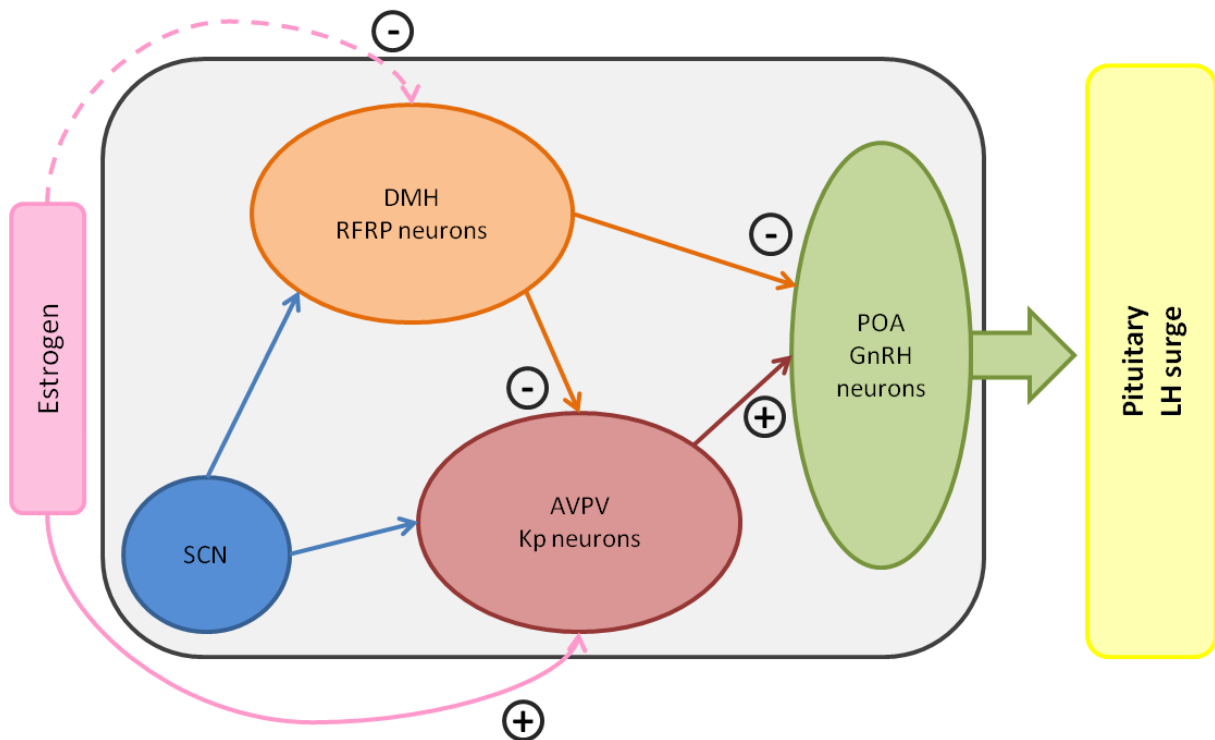 -
DMH
RFRP neurons
-
Estrogen
POA
GnRH
neurons
Pituitary
LH surge
-
+
AVPV
Kp neurons
SCN
+